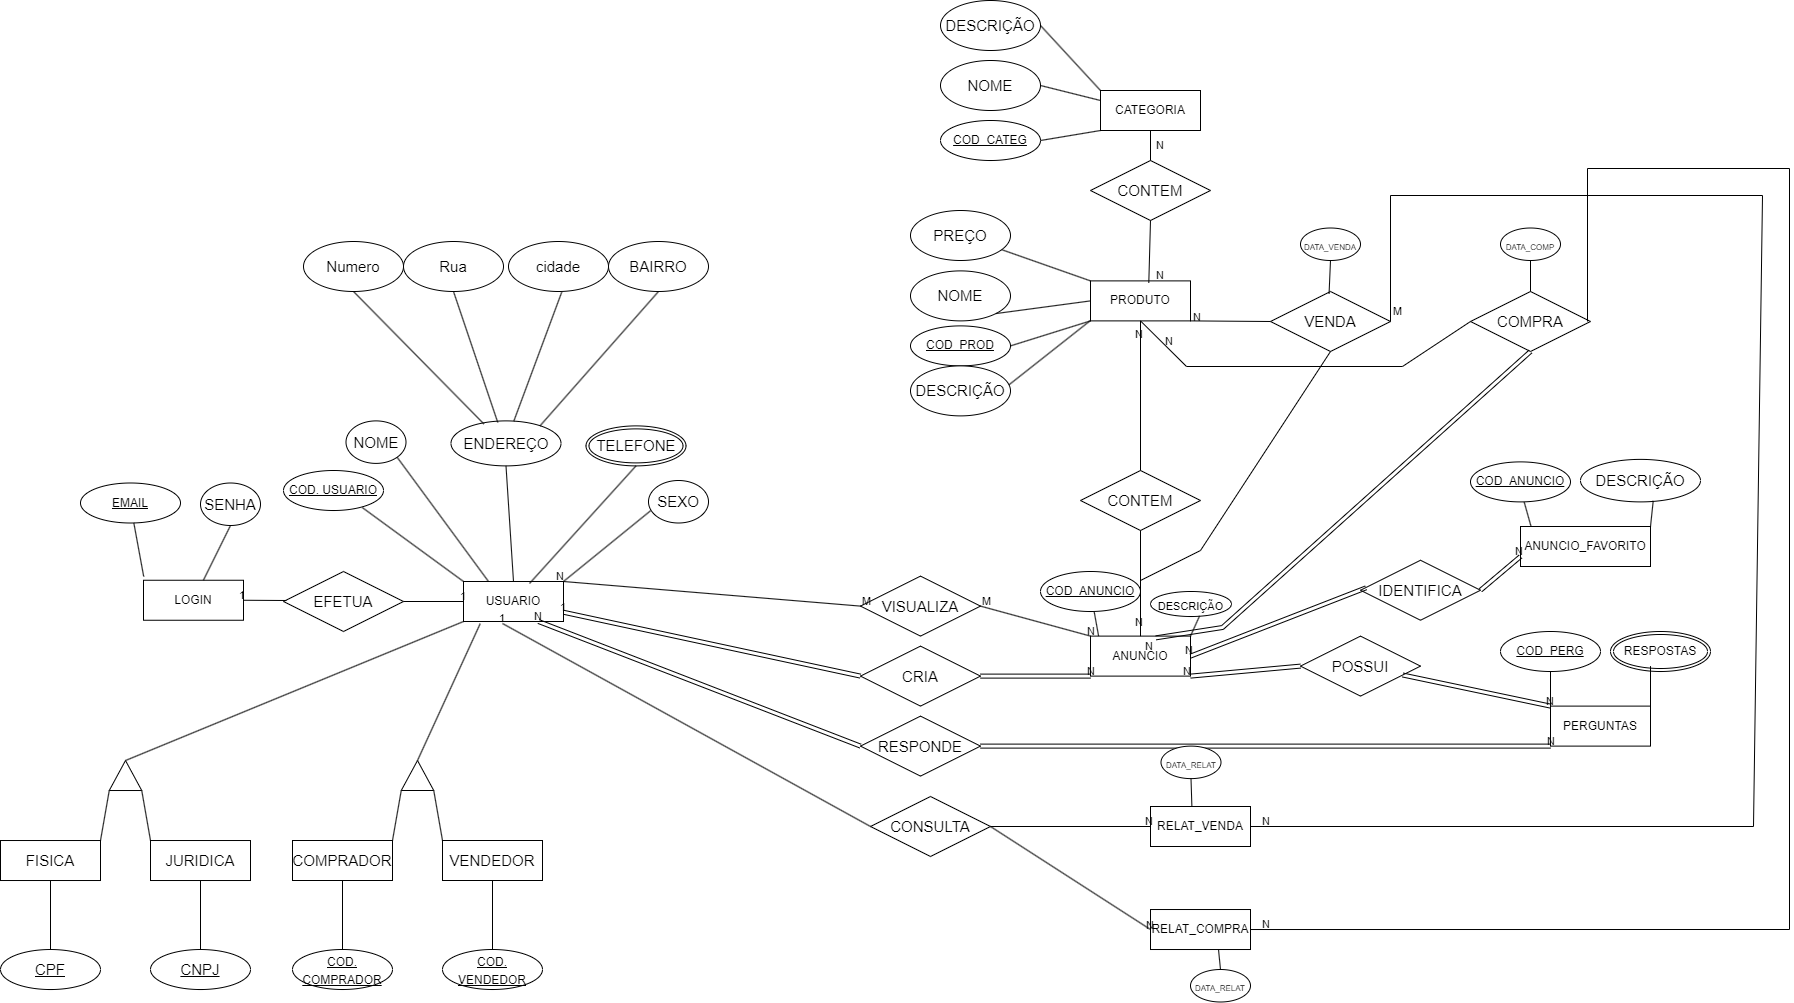 DESCRIÇÃO
NOME
CATEGORIA
COD_CATEG
N
CONTEM
PREÇO
DATA_VENDA
DATA_COMP
Numero
Rua
cidade
BAIRRO
N
NOME
PRODUTO
N
M
VENDA
COMPRA
COD_PROD
N
N
DESCRIÇÃO
NOME
ENDEREÇO
TELEFONE
COD. USUARIO
SEXO
EMAIL
SENHA
CONTEM
COD_ANUNCIO
DESCRIÇÃO
N
ANUNCIO_FAVORITO
N
LOGIN
1
EFETUA
1
USUARIO
1
1
N
M
VISUALIZA
M
COD_ANUNCIO
DESCRIÇÃO
IDENTIFICA
N
N
N
N
ANUNCIO
N
N
CRIA
POSSUI
COD_PERG
RESPOSTAS
N
PERGUNTAS
N
RESPONDE
DATA_RELAT
CONSULTA
N
RELAT_VENDA
N
FISICA
JURIDICA
COMPRADOR
VENDEDOR
N
RELAT_COMPRA
N
CPF
CNPJ
COD.
COMPRADOR
COD.
VENDEDOR
DATA_RELAT